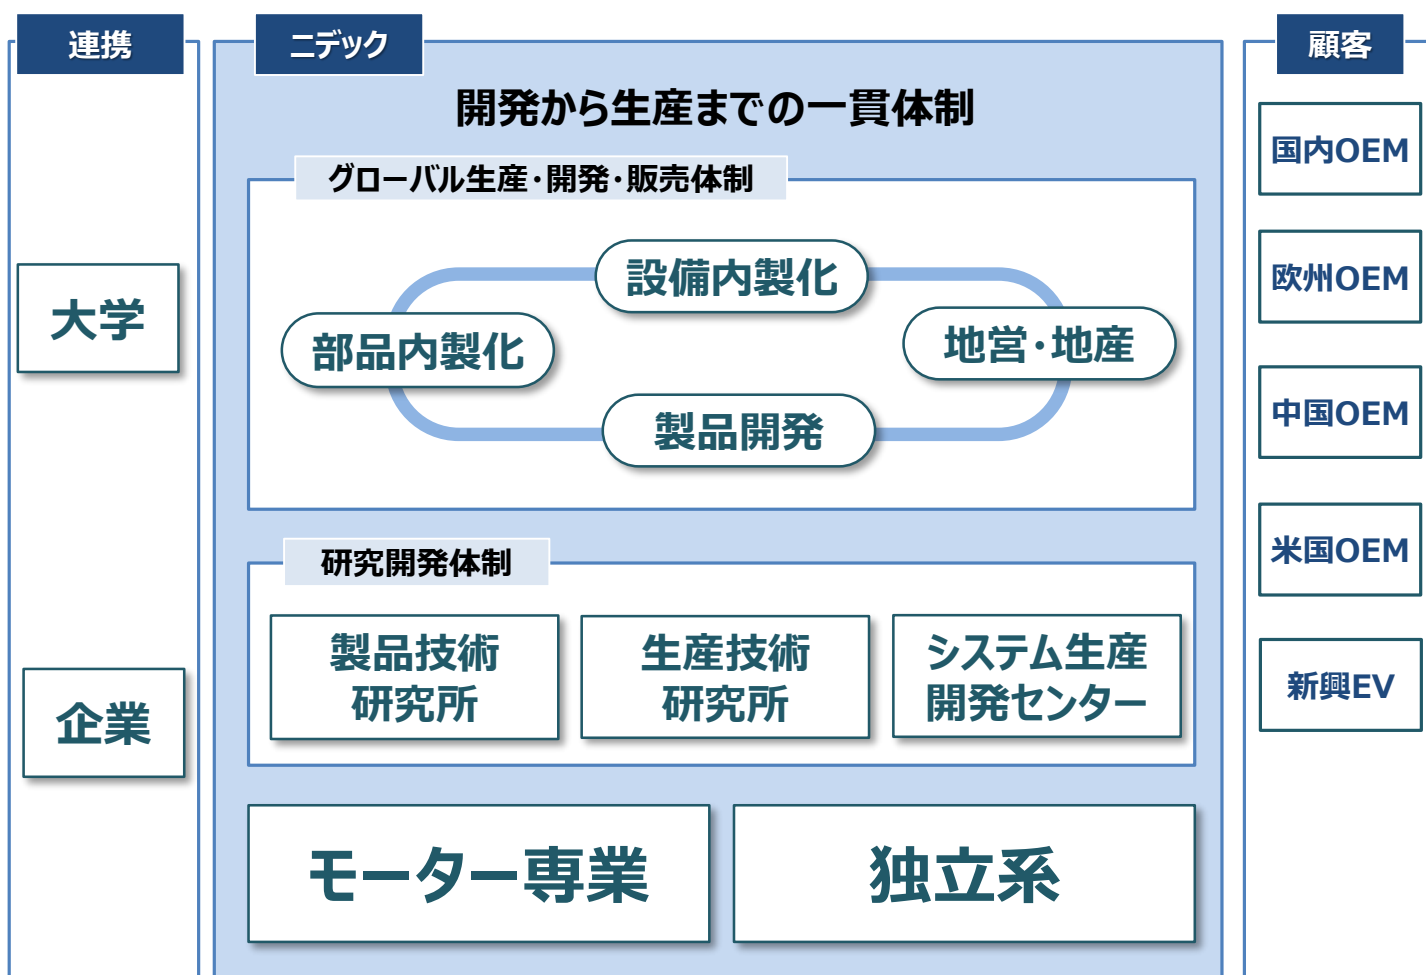 連携
大学
企業
ニデック
開発から生産までの一貫体制
グローバル生産・開発・販売体制
設備内製化
部品内製化
地営・地産
製品開発
研究開発体制
製品技術
研究所
生産技術
研究所
システム生産
開発センター
モーター専業
独立系
顧客
国内OEM
欧州OEM
中国OEM
米国OEM
新興EV